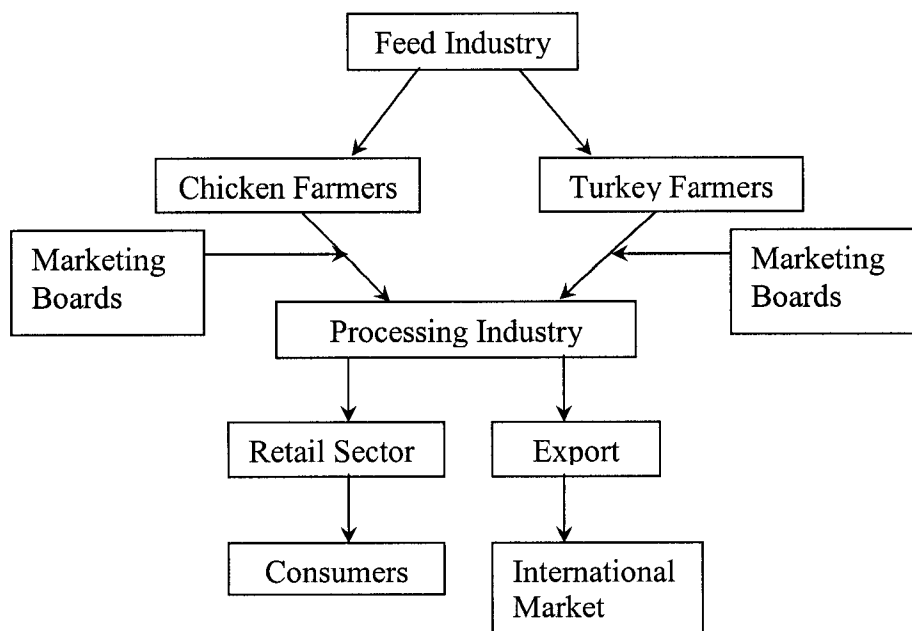 Feed Industry
Chicken Farmers
Turkey Farmers
Marketing
Boards
Marketing
Boards
Processing Industry
Retail Sector
Export
Consumers
International
Market